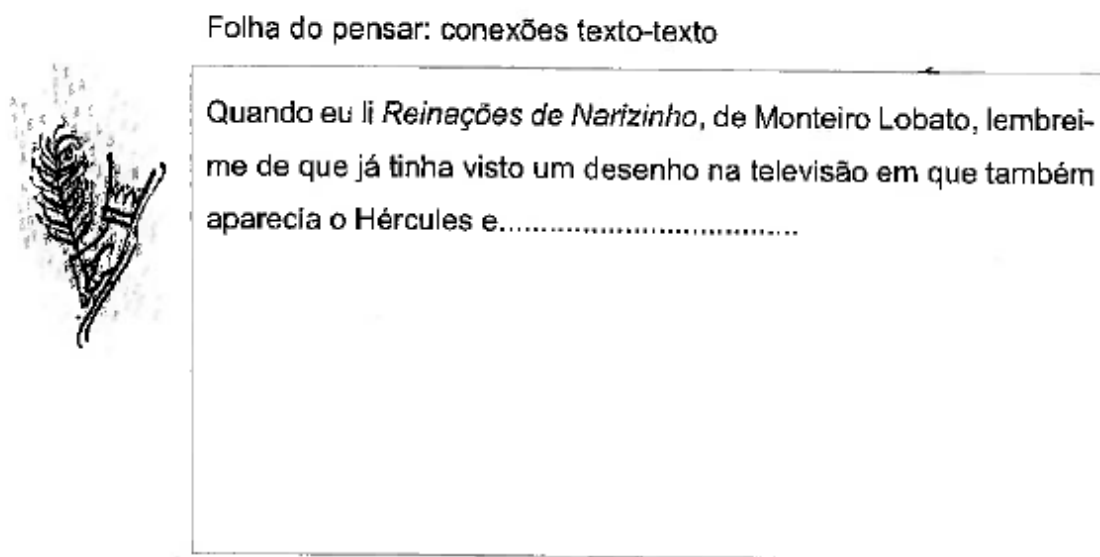 Folha do pensar: conexões texto-texto
Quando eu li Reinações de Narizinho, de Monteiro Lobato, lembrei-
me de que já tinha visto um desenho na televisão em que também
aparecia o Hércules e....................................